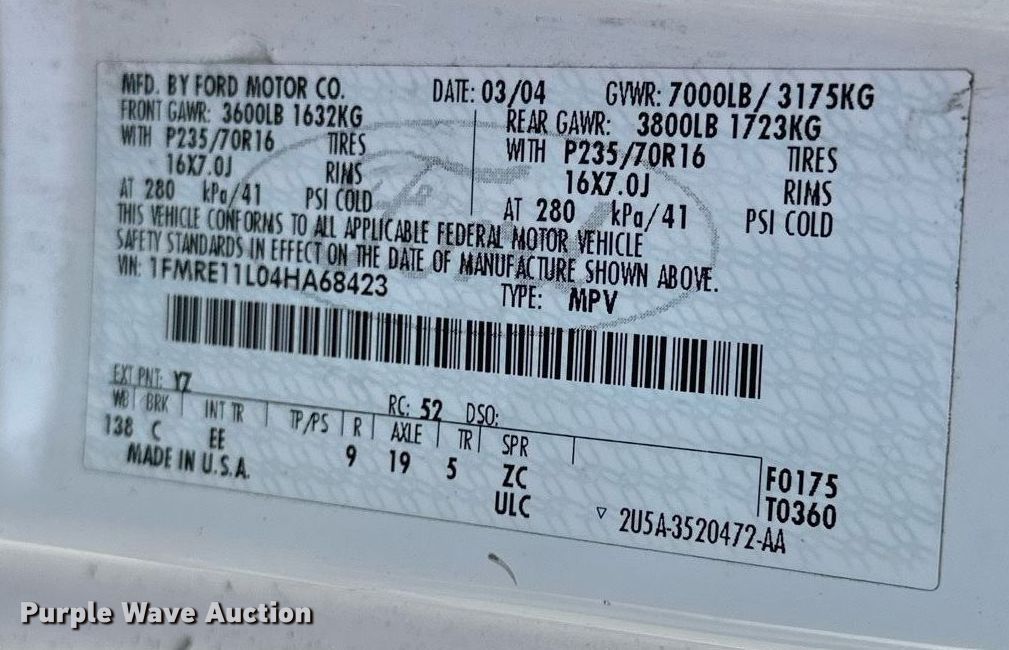 MFD. BY FORD MOTOR CO. DATE: 03/04 GVWR: 7000LB/ 3175KG
FRONT GAWR: 3600LB 1632KG REAR GAWR: 3800LB 1723KG
WITH P235/70R16 TIRES WITH P235/70R16 TIRES
16X7.0J RIMS 16X7.0J RIMS
AT 280 kPa/41 PSI COLD AT 280 kPa/41 PSI COLD
THIS VEHICLE CONFORMS TO ALL APPLICABLE FEDERAL MOTOR VEHICLE
SAFETY STANDARDS IN EFFECT ON THE DATE OF MANUFACTURE SHOWN ABOVE.
VIN: 1FMRE11L04HA68423 TYPE: MPV
EXT PNT: YZ RC: 52 DSO:
WB BRK INT TR TP/PS R AXLE TR SPR
138 C EE 9 19 5 ZC F0175
MADE IN U.S.A. ULC T0360
▽ 2U5A-3520472-AA
Purple Wave Auction